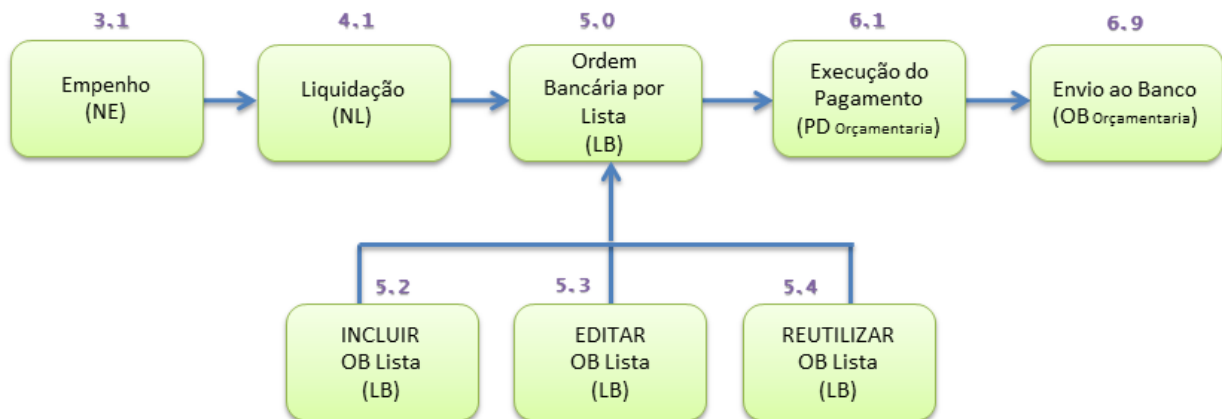 3.1
Empenho
(NE)
4.1
Liquidação
(NL)
5.0
Ordem
Bancária por
Lista
(LB)
6.1
Execução do
Pagamento
(PD Orçamentaria)
6.9
Envio ao Banco
(OB Orçamentaria)
5.2
INCLUIR
OB Lista
(LB)
5.3
EDITAR
OB Lista
(LB)
5.4
REUTILIZAR
OB Lista
(LB)